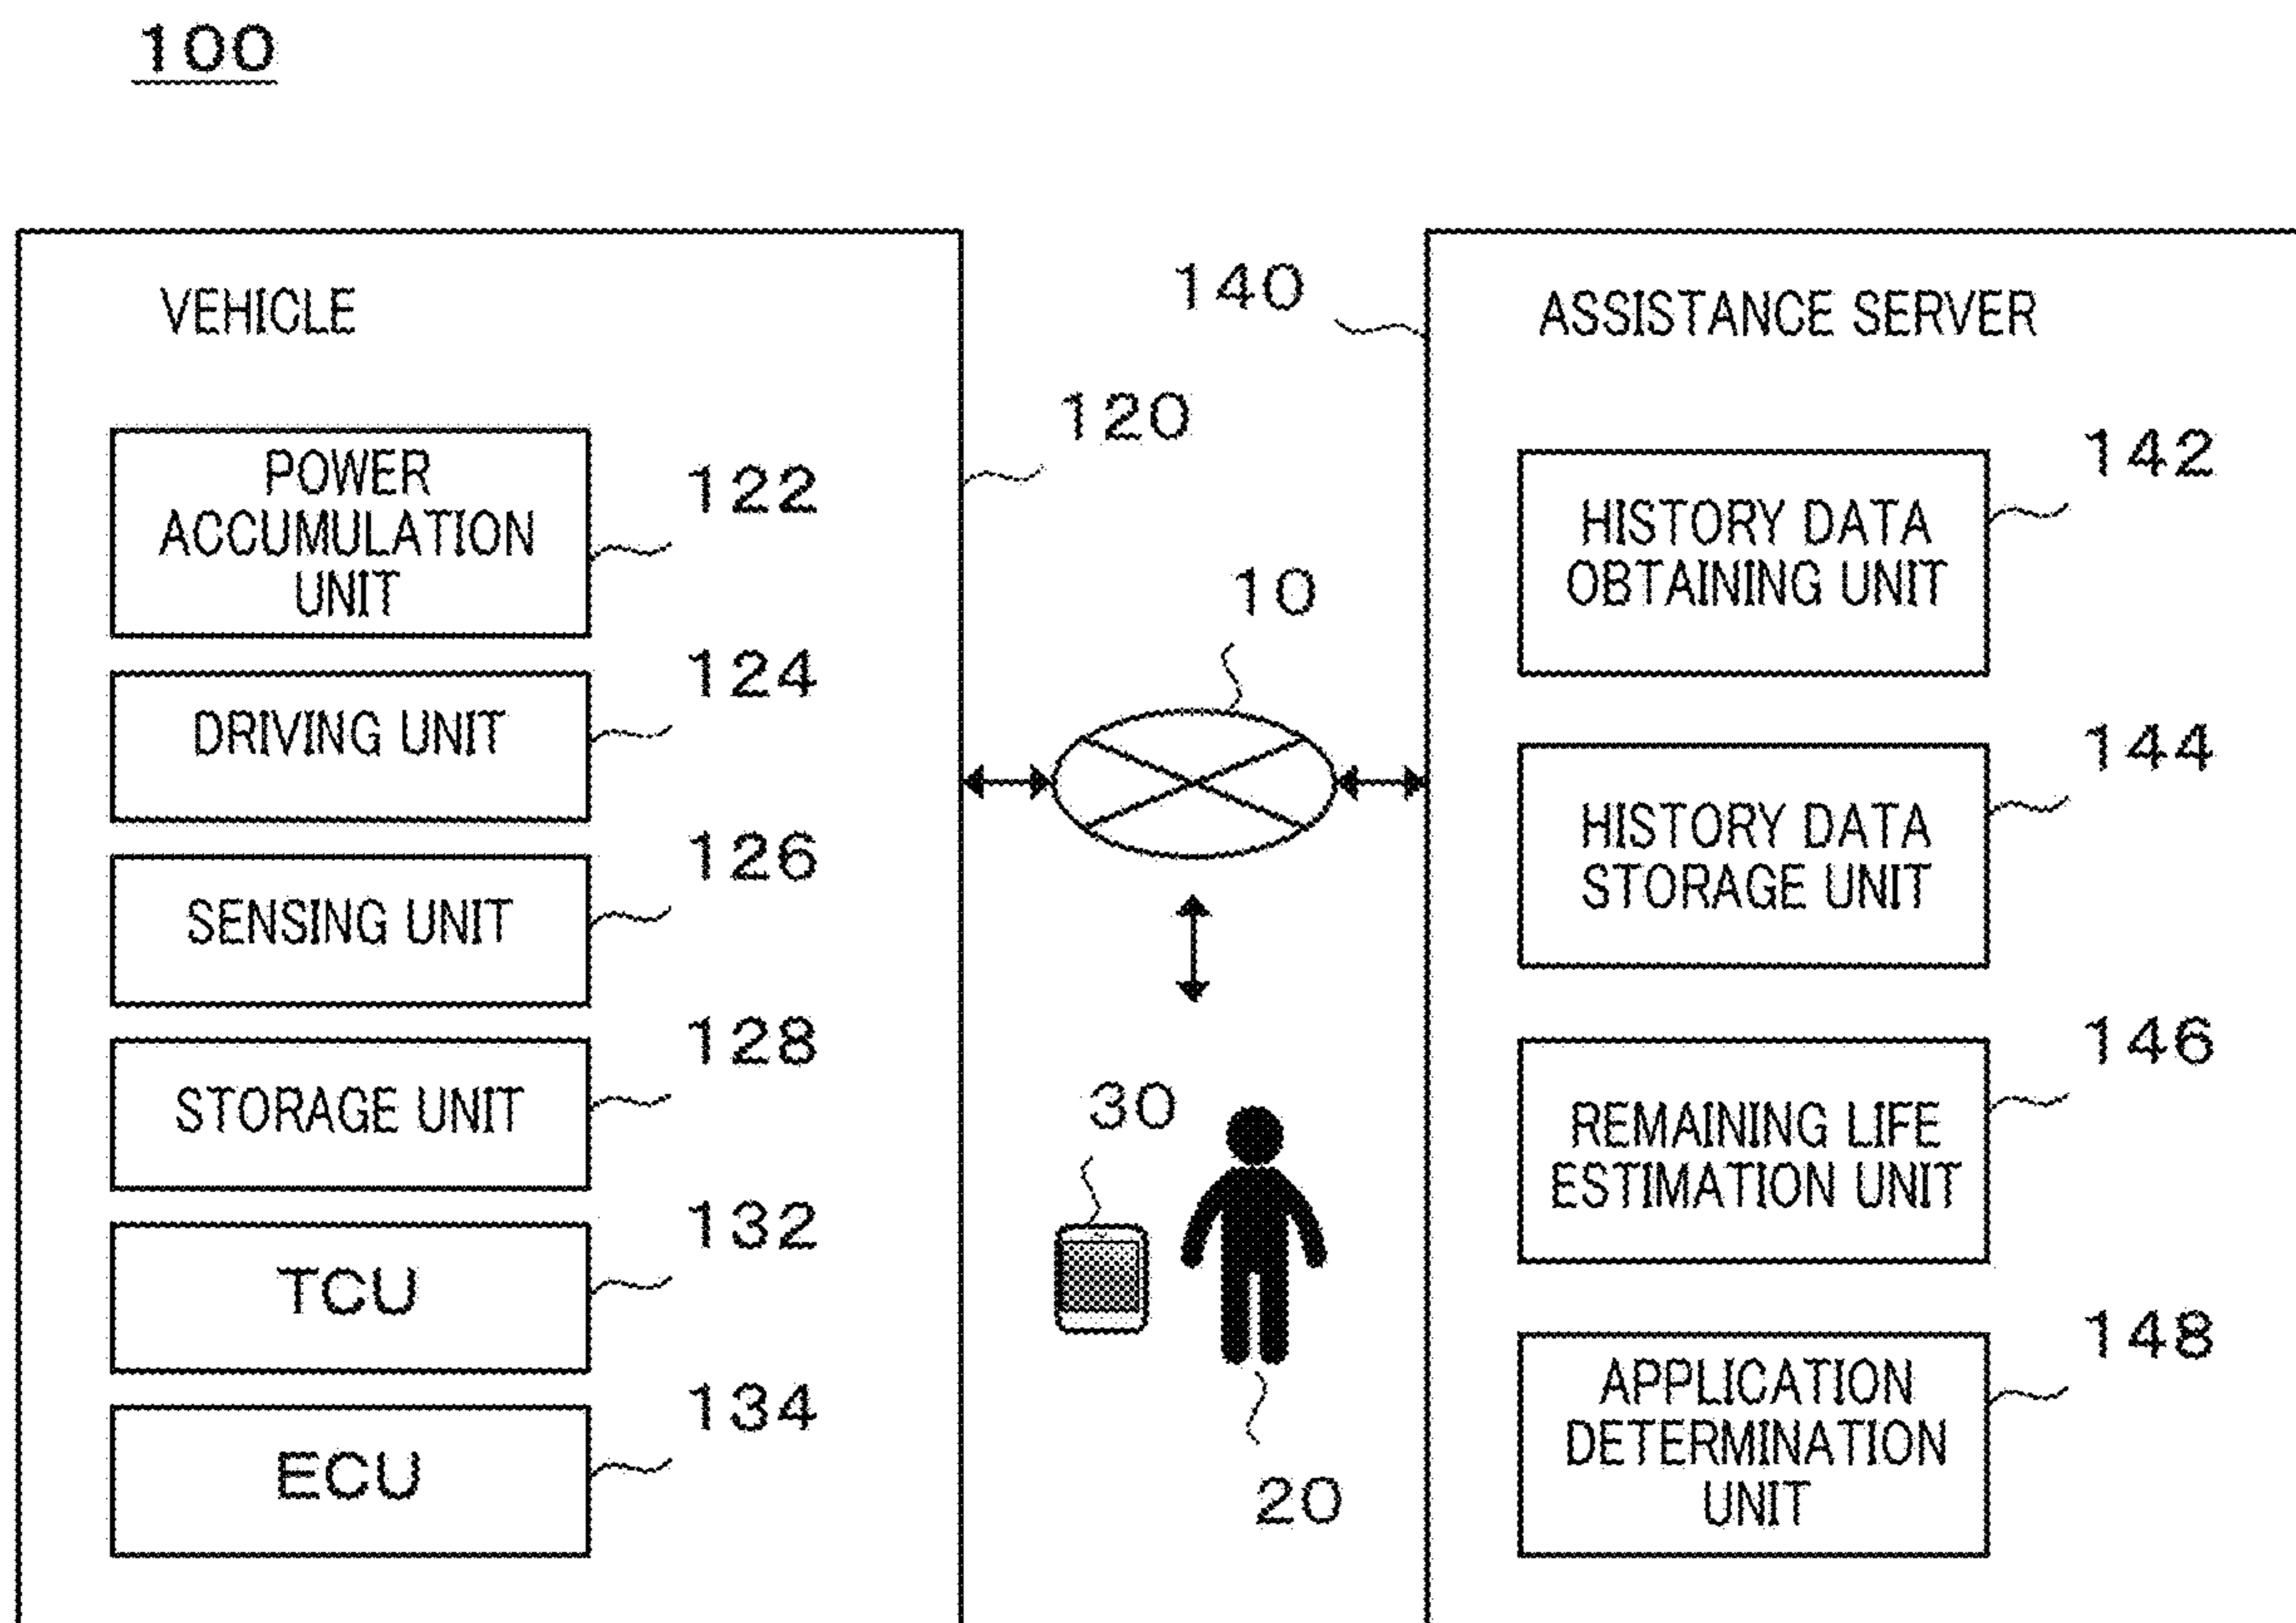 100
VEHICLE
120
POWER
ACCUMULATION
UNIT
122
DRIVING UNIT
124
SENSING UNIT
126
STORAGE UNIT
128
TCU
132
ECU
134
10
30
20
140
ASSISTANCE SERVER
HISTORY DATA
OBTAINING UNIT
142
HISTORY DATA
STORAGE UNIT
144
REMAINING LIFE
ESTIMATION UNIT
146
APPLICATION
DETERMINATION
UNIT
148